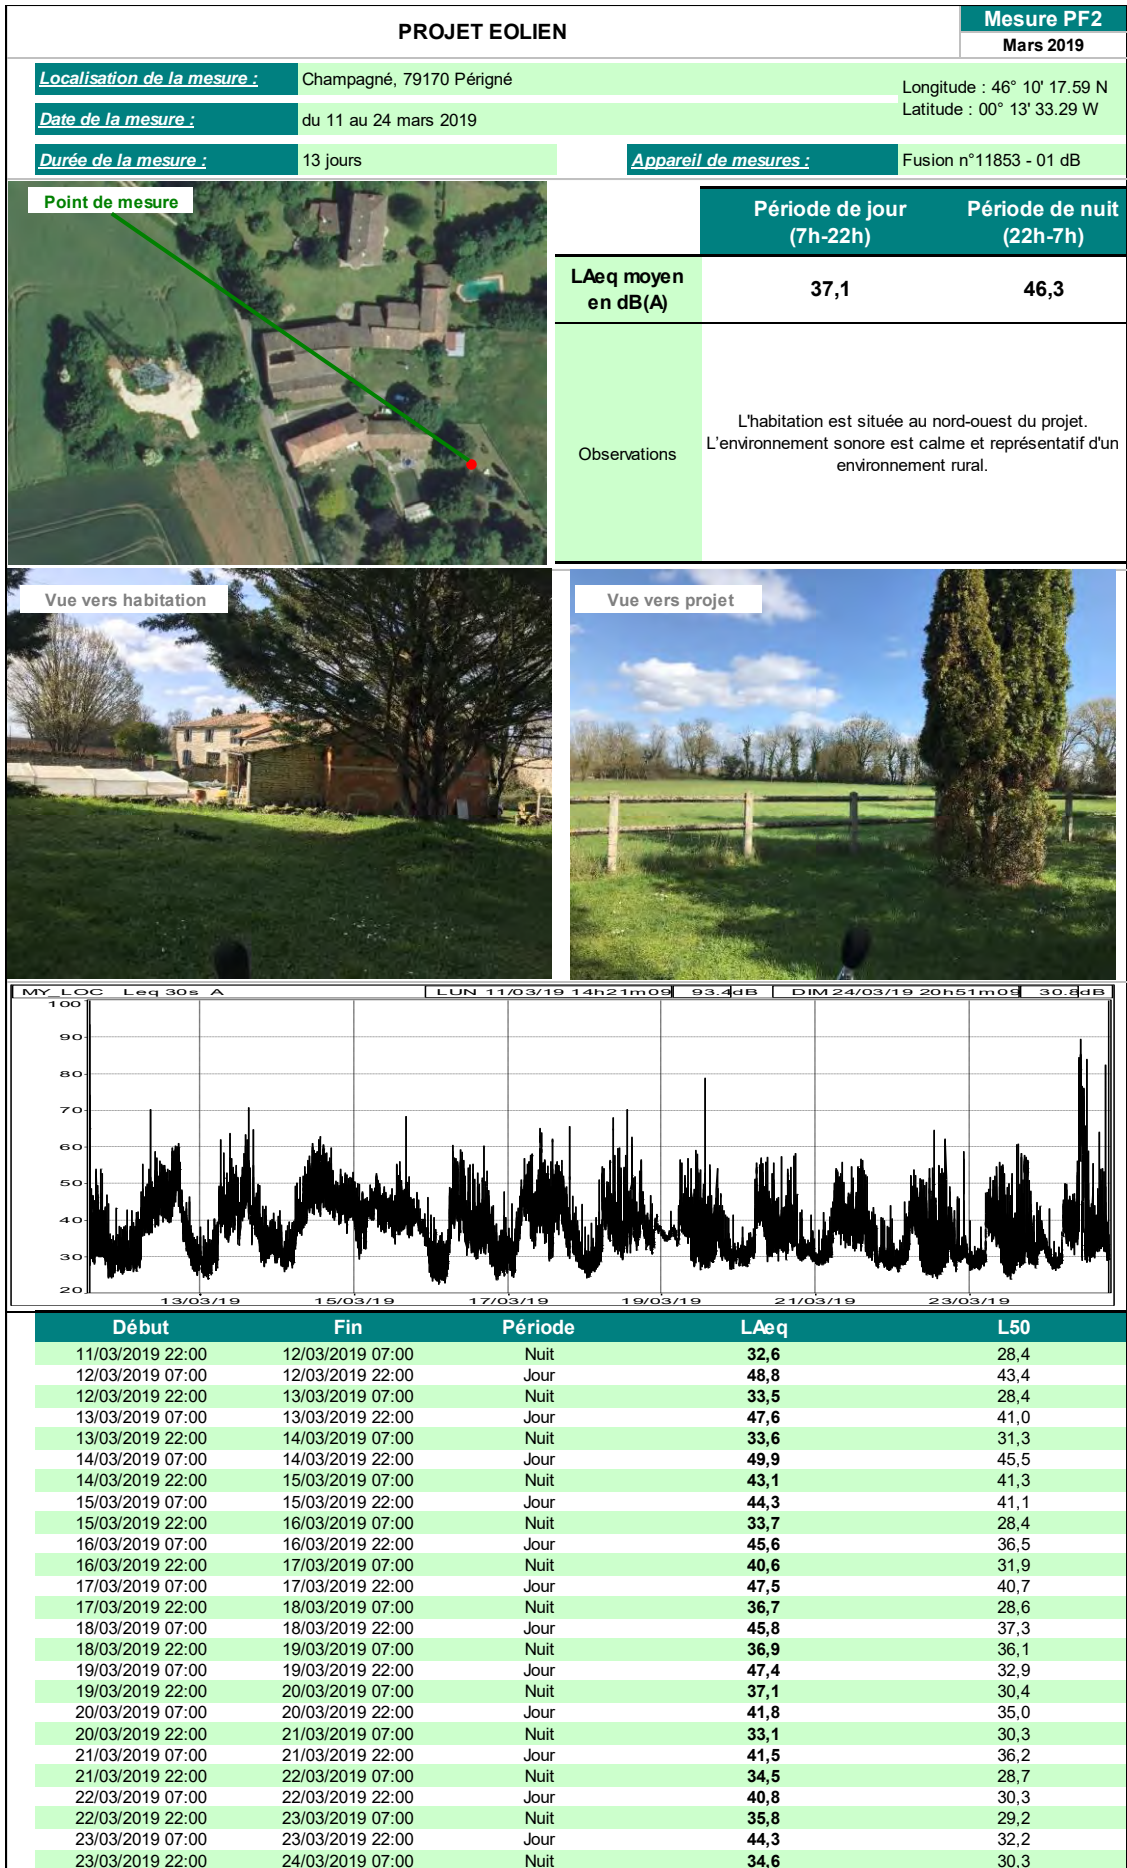 PROJET EOLIEN
Mesure PF2
Mars 2019
Localisation de la mesure :
Champagné, 79170 Périgné
Longitude : 46° 10' 17.59 N
Latitude : 00° 13' 33.29 W
Date de la mesure :
du 11 au 24 mars 2019
Durée de la mesure :
13 jours
Appareil de mesures :
Fusion n°11853 - 01 dB
Point de mesure
Période de jour (7h-22h)
Période de nuit (22h-7h)
LAeq moyen en dB(A)
37,1
46,3
Observations
L'habitation est située au nord-ouest du projet.
L'environnement sonore est calme et représentatif d'un
environnement rural.
Vue vers habitation
Vue vers projet
MY_LOC Leq 30s A
LUN 11/03/19 14h21m09 93.4dB
DIM 24/03/19 20h51m09 30.8dB
100
90
80
70
60
50
40
30
20
13/03/19 15/03/19 17/03/19 19/03/19 21/03/19 23/03/19
Début Fin Période LAeq L50
11/03/2019 22:00 12/03/2019 07:00 Nuit 32,6 28,4
12/03/2019 07:00 12/03/2019 22:00 Jour 48,8 43,4
12/03/2019 22:00 13/03/2019 07:00 Nuit 33,5 28,4
13/03/2019 07:00 13/03/2019 22:00 Jour 47,6 41,0
13/03/2019 22:00 14/03/2019 07:00 Nuit 33,6 31,3
14/03/2019 07:00 14/03/2019 22:00 Jour 49,9 45,5
14/03/2019 22:00 15/03/2019 07:00 Nuit 43,1 41,3
15/03/2019 07:00 15/03/2019 22:00 Jour 44,3 41,1
15/03/2019 22:00 16/03/2019 07:00 Nuit 33,7 28,4
16/03/2019 07:00 16/03/2019 22:00 Jour 45,6 36,5
16/03/2019 22:00 17/03/2019 07:00 Nuit 40,6 31,9
17/03/2019 07:00 17/03/2019 22:00 Jour 47,5 40,7
17/03/2019 22:00 18/03/2019 07:00 Nuit 36,7 28,6
18/03/2019 07:00 18/03/2019 22:00 Jour 45,8 37,3
18/03/2019 22:00 19/03/2019 07:00 Nuit 36,9 36,1
19/03/2019 07:00 19/03/2019 22:00 Jour 47,4 32,9
19/03/2019 22:00 20/03/2019 07:00 Nuit 37,1 30,4
20/03/2019 07:00 20/03/2019 22:00 Jour 41,8 35,0
20/03/2019 22:00 21/03/2019 07:00 Nuit 33,1 30,3
21/03/2019 07:00 21/03/2019 22:00 Jour 41,5 36,2
21/03/2019 22:00 22/03/2019 07:00 Nuit 34,5 28,7
22/03/2019 07:00 22/03/2019 22:00 Jour 40,8 30,3
22/03/2019 22:00 23/03/2019 07:00 Nuit 35,8 29,2
23/03/2019 07:00 23/03/2019 22:00 Jour 44,3 32,2
23/03/2019 22:00 24/03/2019 07:00 Nuit 34,6 30,3